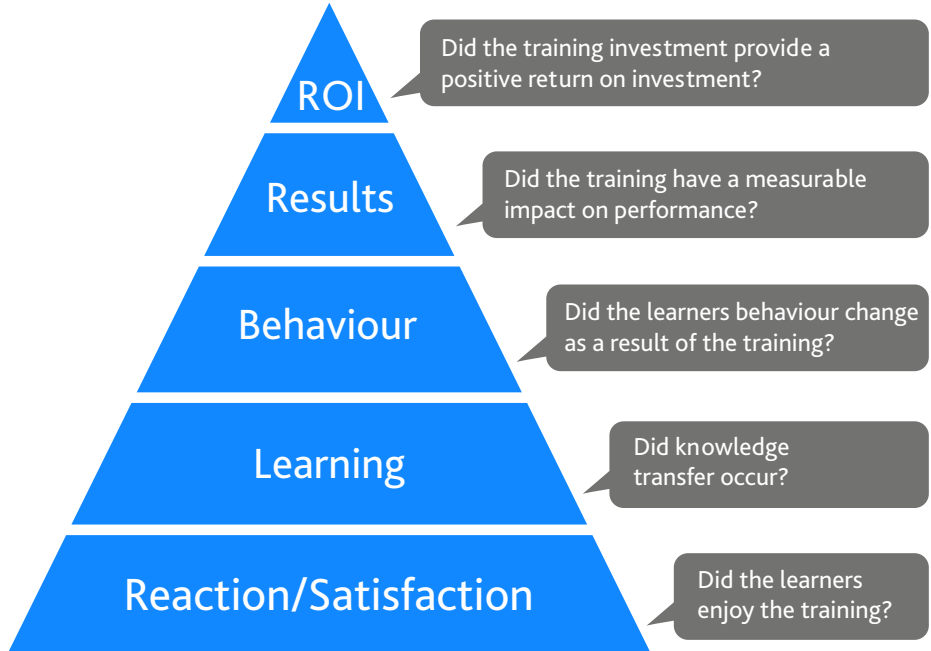 ROI
Did the training investment provide a
positive return on investment?
Results
Did the training have a measurable
impact on performance?
Behaviour
Did the learners behaviour change
as a result of the training?
Learning
Did knowledge
transfer occur?
Reaction/Satisfaction
Did the learners
enjoy the training?